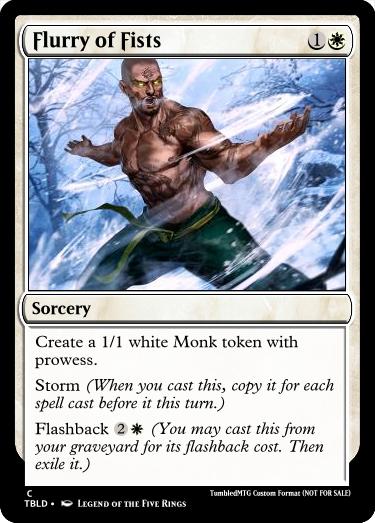 Flurry of Fists 1
Sorcery
Create a 1/1 white Monk token with
prowess.
Storm (When you cast this, copy it for each
spell cast before it this turn.)
Flashback 2 (You may cast this from
your graveyard for its flashback cost. Then
exile it.)
C
TBLD • Legend of the Five Rings
TumbledMTG Custom Format (NOT FOR SALE)